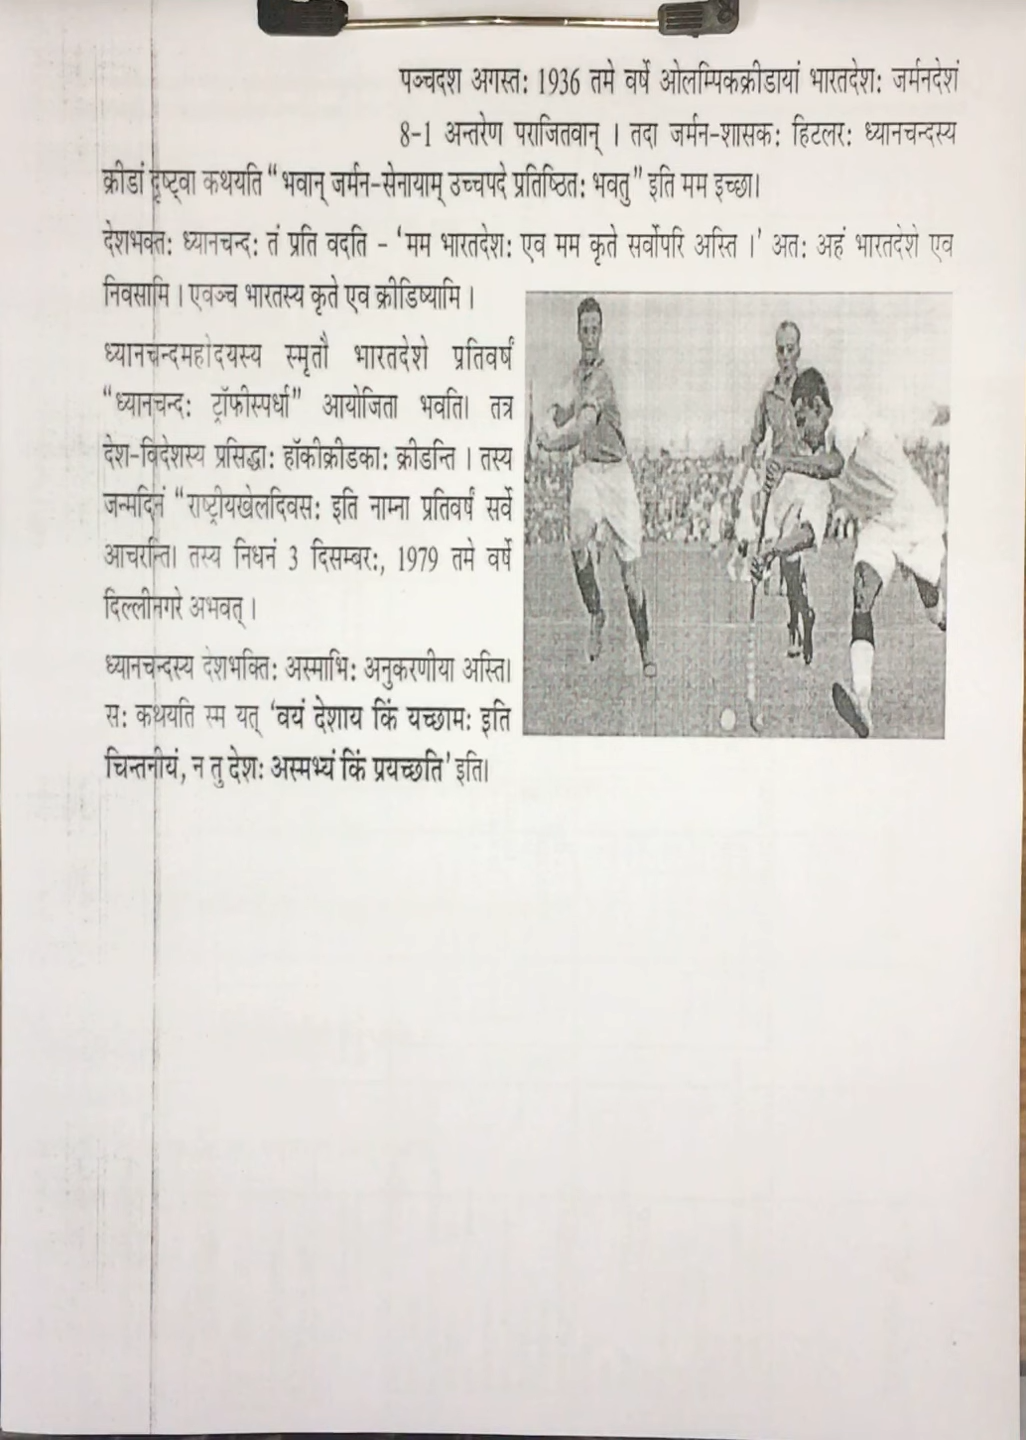 पञ्चदश अगस्त: 1936 तमे वर्षे ओलम्पिकक्रीडायां भारतदेश: जर्मनदेशं
8-1 अन्तरेण पराजितवान् । तदा जर्मन-शासक: हिटलर: ध्यानचन्दस्य
क्रीडां दृष्ट्वा कथयति “भवान् जर्मन-सेनायाम् उच्चपदे प्रतिष्ठित: भवतु” इति मम इच्छा।
देशभक्त: ध्यानचन्द: तं प्रति वदति - ‘मम भारतदेश: एव मम कृते सर्वोपरि अस्ति ।’ अत: अहं भारतदेशे एव
निवसामि । एवञ्च भारतस्य कृते एव क्रीडिष्यामि ।
ध्यानचन्दमहोदयस्य स्मृतौ भारतदेशे प्रतिवर्षं
“ध्यानचन्द: ट्रॉफीस्पर्धा” आयोजिता भवति। तत्र
देश-विदेशस्य प्रसिद्धा: हॉकीक्रीडका: क्रीडन्ति । तस्य
जन्मदिनं “राष्ट्रीयखेलदिवस: इति नाम्ना प्रतिवर्षं सर्वे
आचरन्ति। तस्य निधनं 3 दिसम्बर:, 1979 तमे वर्षे
दिल्लीनगरे अभवत् ।
ध्यानचन्दस्य देशभक्ति: अस्माभि: अनुकरणीया अस्ति।
स: कथयति स्म यत् ‘वयं देशाय किं यच्छाम: इति
चिन्तनीयं, न तु देश: अस्मभ्यं किं प्रयच्छति’ इति।